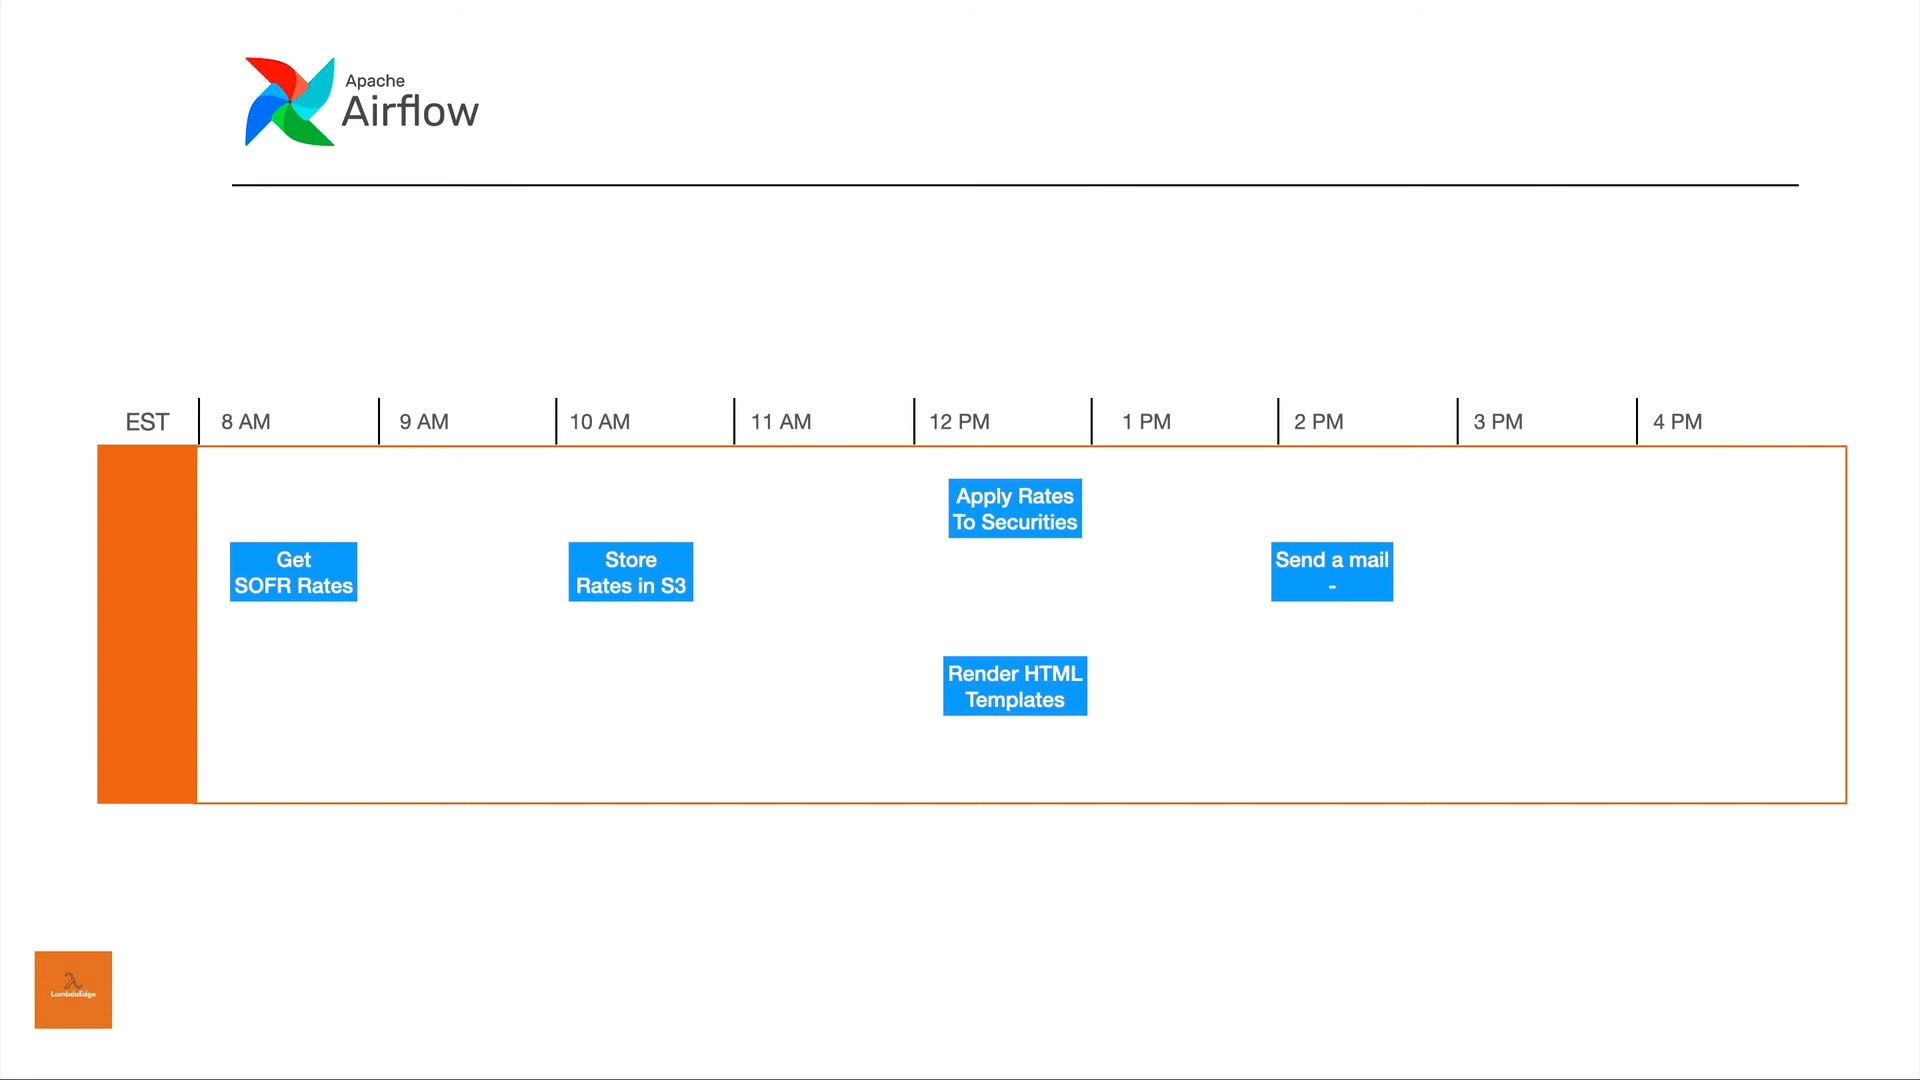 Apache
Airflow
EST
8 AM
9 AM
10 AM
11 AM
12 PM
1 PM
2 PM
3 PM
4 PM
Apply Rates
To Securities
Get
SOFR Rates
Store
Rates in S3
Send a mail
-
Render HTML
Templates
LambdaEdge